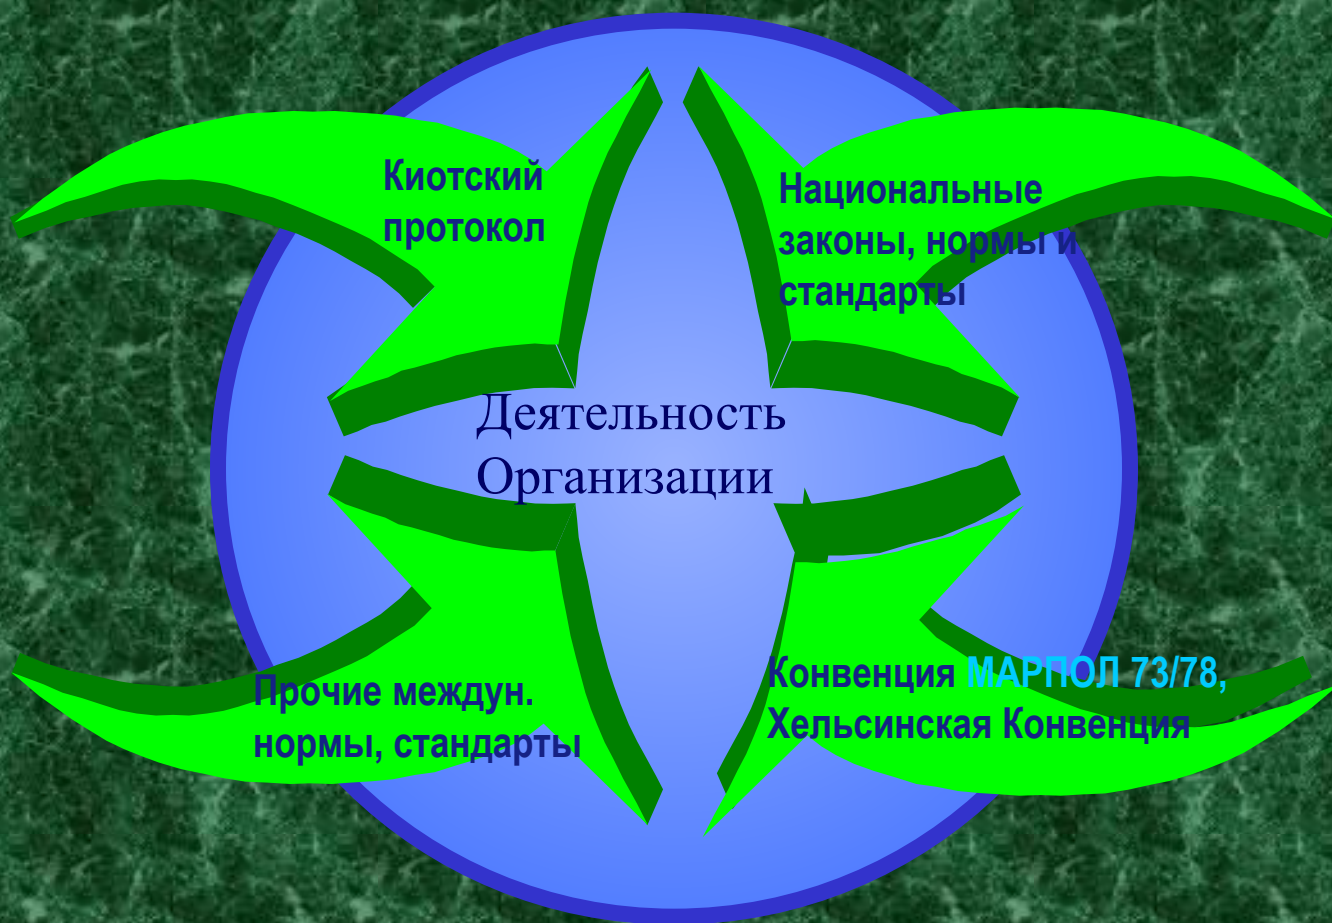 Киотский
протокол
Национальные
законы, нормы и
стандарты
Деятельность
Организации
Прочие междун.
нормы, стандарты
Конвенция МАРПОЛ 73/78,
Хельсинская Конвенция